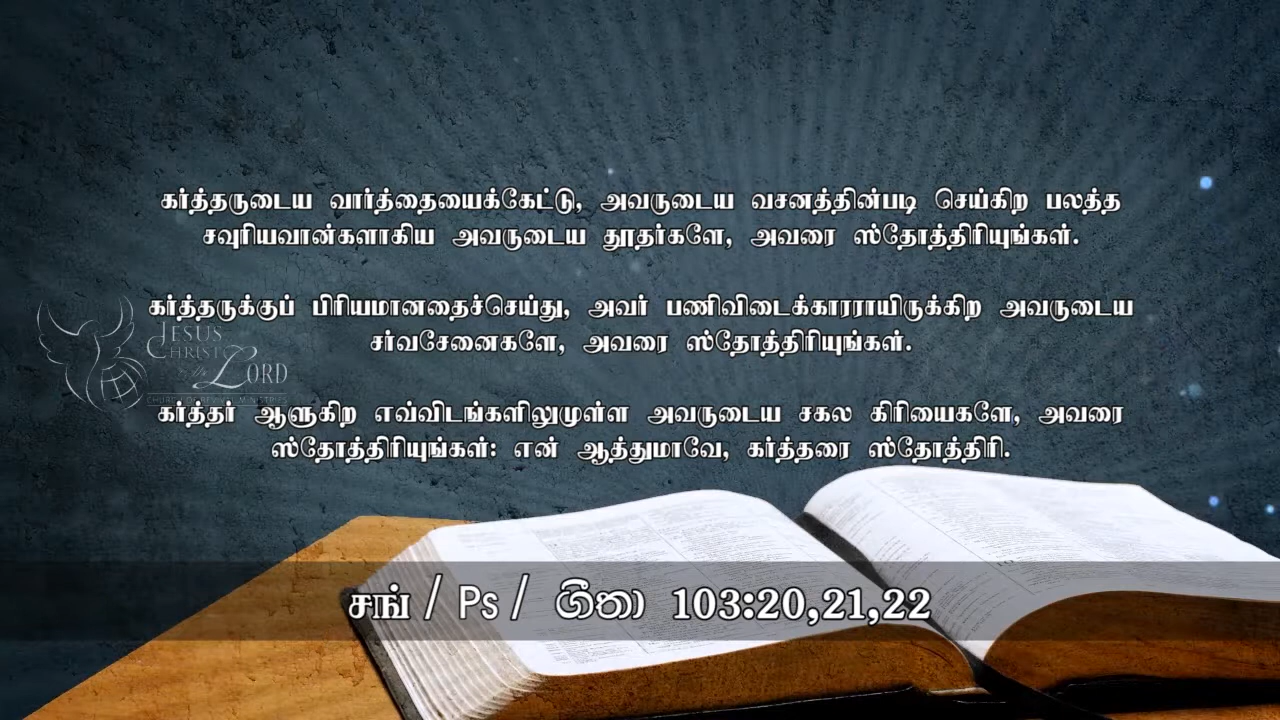 கர்த்தருடைய வார்த்தையைக்கேட்டு, அவருடைய வசனத்தின்படி செய்கிற பலத்த
சவுரியவான்களாகிய அவருடைய தூதர்களே, அவரை ஸ்தோத்திரியுங்கள்.
கர்த்தருக்குப் பிரியமானதைச்செய்து, அவர் பணிவிடைக்காரராயிருக்கிற அவருடைய
சர்வசேனைகளே, அவரை ஸ்தோத்திரியுங்கள்.
JESUS
CHRIST
is the LORD
கர்த்தர் ஆளுகிற எவ்விடங்களிலுமுள்ள அவருடைய சகல கிரியைகளே, அவரை
ஸ்தோத்திரியுங்கள்: என் ஆத்துமாவே, கர்த்தரை ஸ்தோத்திரி.
சங் / Ps / ගීතා 103:20,21,22